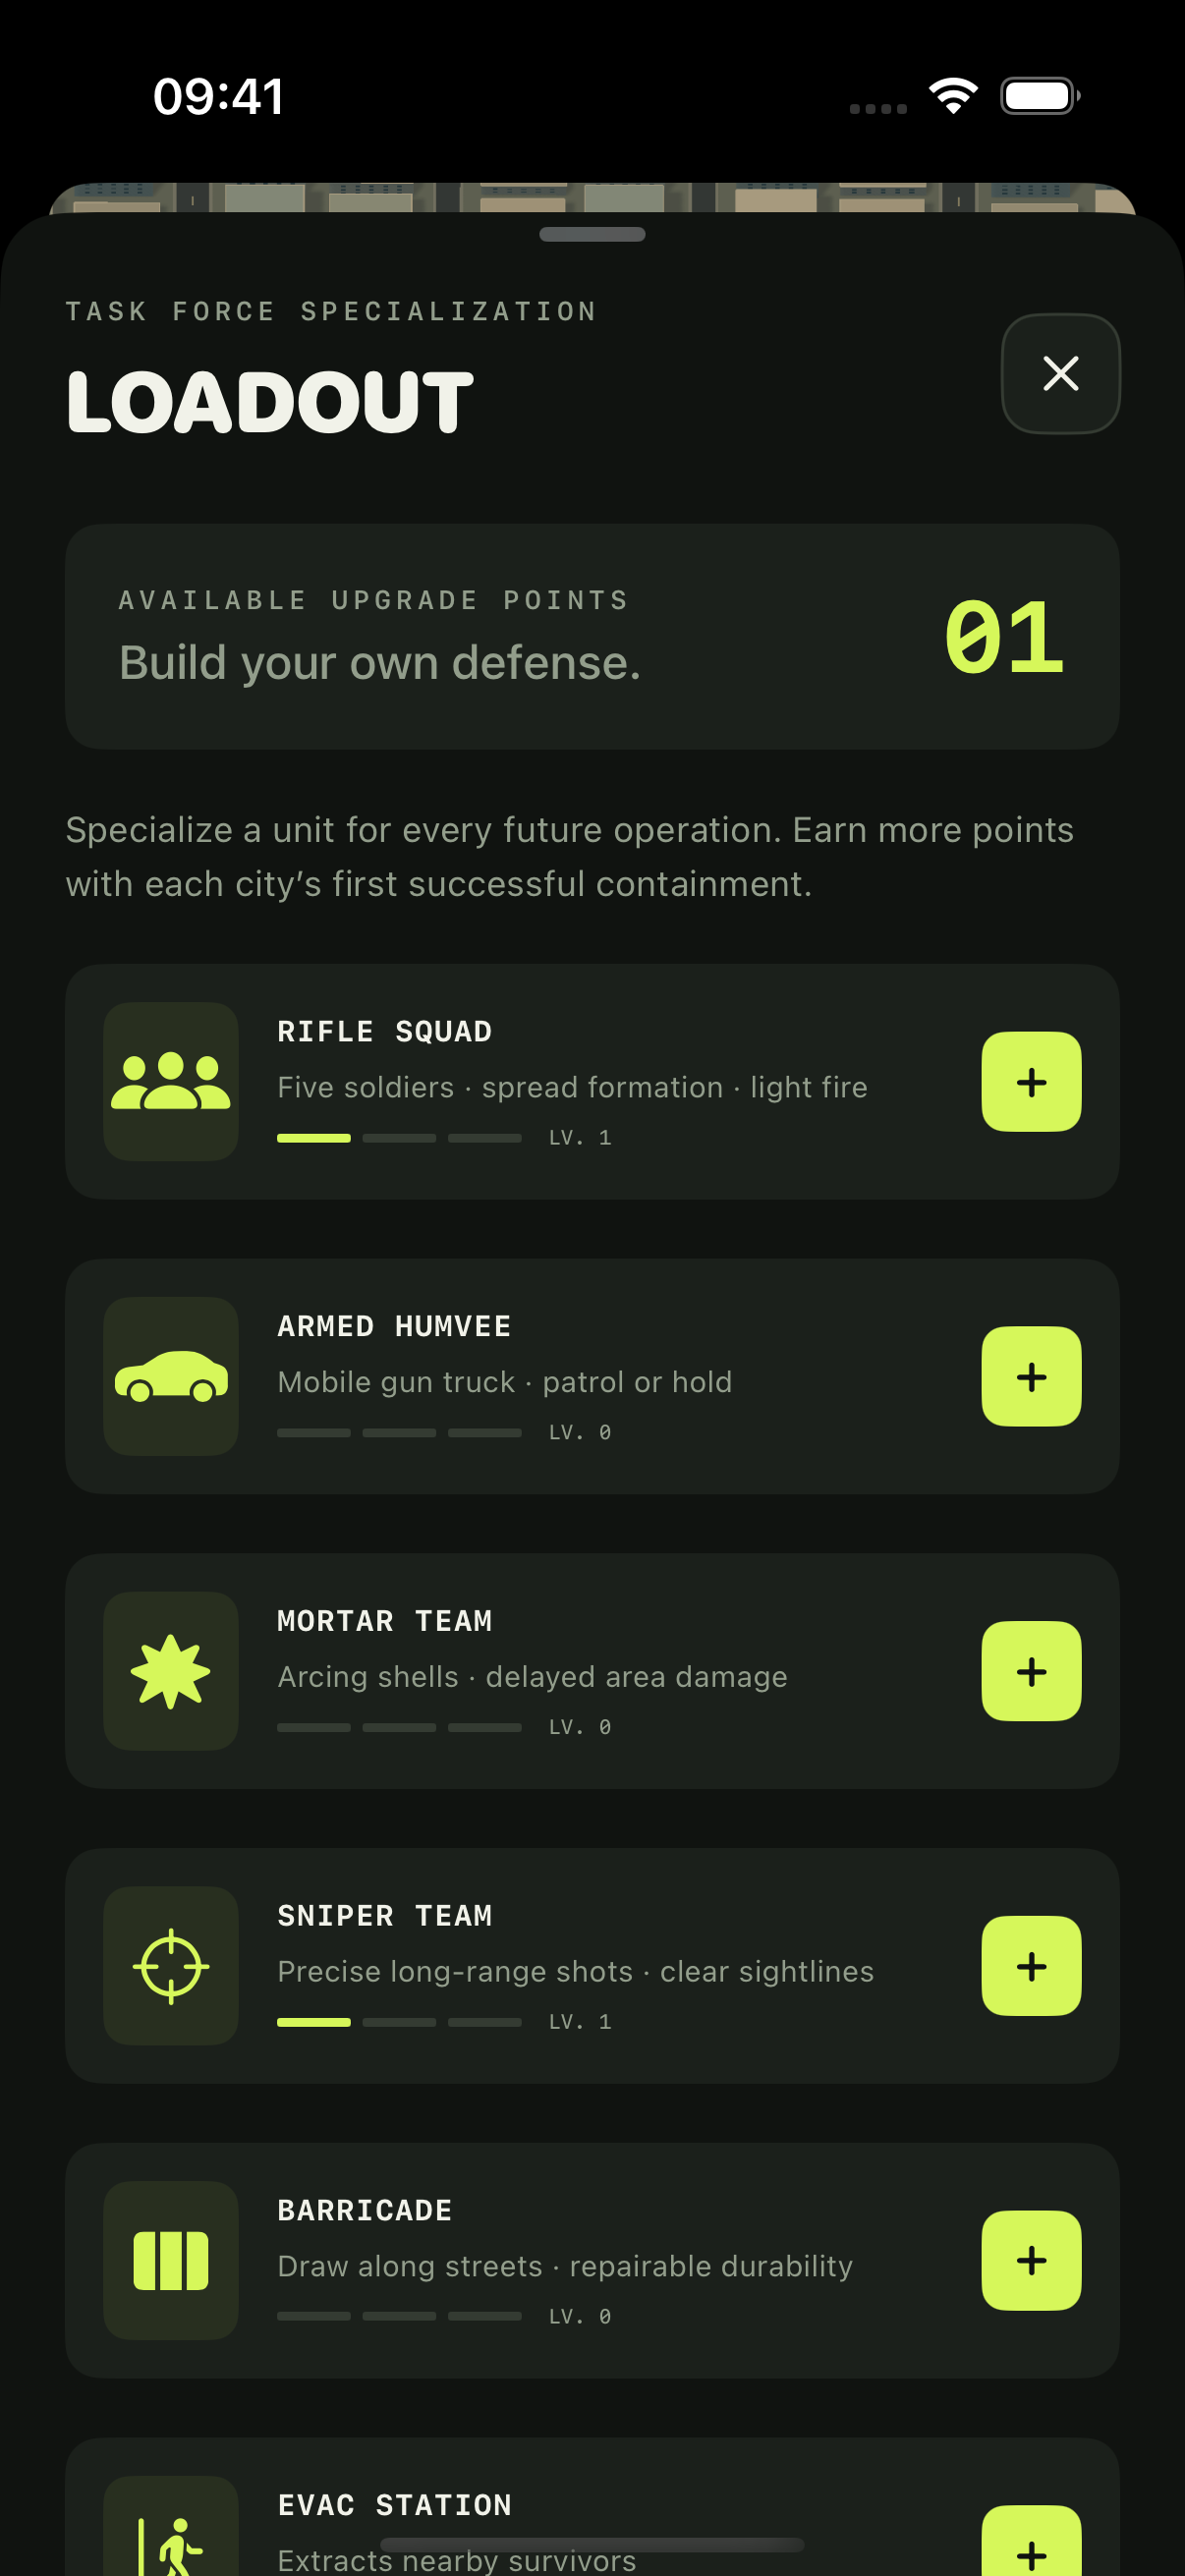 09:41
TASK FORCE SPECIALIZATION
LOADOUT
AVAILABLE UPGRADE POINTS
Build your own defense.
01
Specialize a unit for every future operation. Earn more points
with each city’s first successful containment.
RIFLE SQUAD
Five soldiers · spread formation · light fire
LV. 1
ARMED HUMVEE
Mobile gun truck · patrol or hold
LV. 0
MORTAR TEAM
Arcing shells · delayed area damage
LV. 0
SNIPER TEAM
Precise long-range shots · clear sightlines
LV. 1
BARRICADE
Draw along streets · repairable durability
LV. 0
EVAC STATION
Extracts nearby survivors